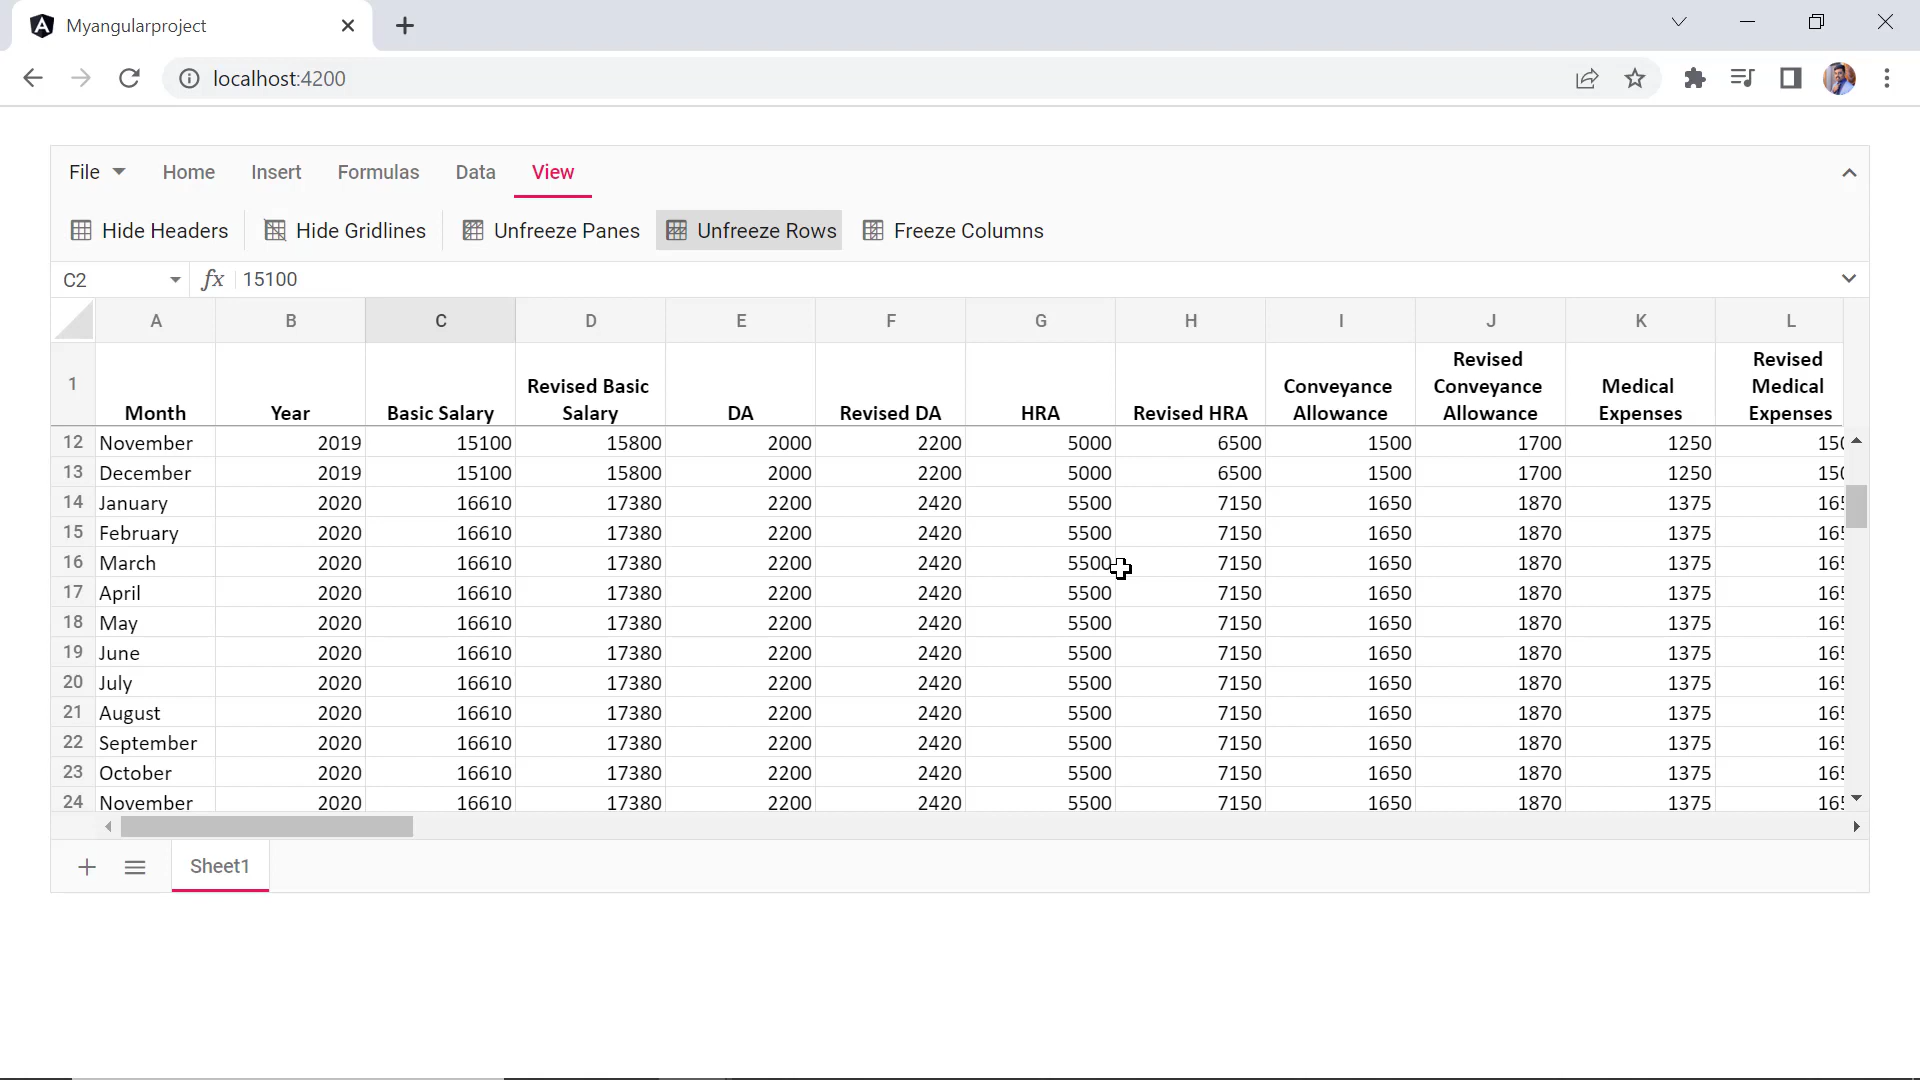 Myangularproject
localhost:4200
File Home Insert Formulas Data View
Hide Headers Hide Gridlines Unfreeze Panes Unfreeze Rows Freeze Columns
C2 fx 15100
A B C D E F G H I J K L
1 Month Year Basic Salary Revised Basic Salary DA Revised DA HRA Revised HRA Conveyance Allowance Revised Conveyance Allowance Medical Expenses Revised Medical Expenses
12 November 2019 15100 15800 2000 2200 5000 6500 1500 1700 1250
13 December 2019 15100 15800 2000 2200 5000 6500 1500 1700 1250
14 January 2020 16610 17380 2200 2420 5500 7150 1650 1870 1375
15 February 2020 16610 17380 2200 2420 5500 7150 1650 1870 1375
16 March 2020 16610 17380 2200 2420 5500 7150 1650 1870 1375
17 April 2020 16610 17380 2200 2420 5500 7150 1650 1870 1375
18 May 2020 16610 17380 2200 2420 5500 7150 1650 1870 1375
19 June 2020 16610 17380 2200 2420 5500 7150 1650 1870 1375
20 July 2020 16610 17380 2200 2420 5500 7150 1650 1870 1375
21 August 2020 16610 17380 2200 2420 5500 7150 1650 1870 1375
22 September 2020 16610 17380 2200 2420 5500 7150 1650 1870 1375
23 October 2020 16610 17380 2200 2420 5500 7150 1650 1870 1375
24 November 2020 16610 17380 2200 2420 5500 7150 1650 1870 1375
Sheet1